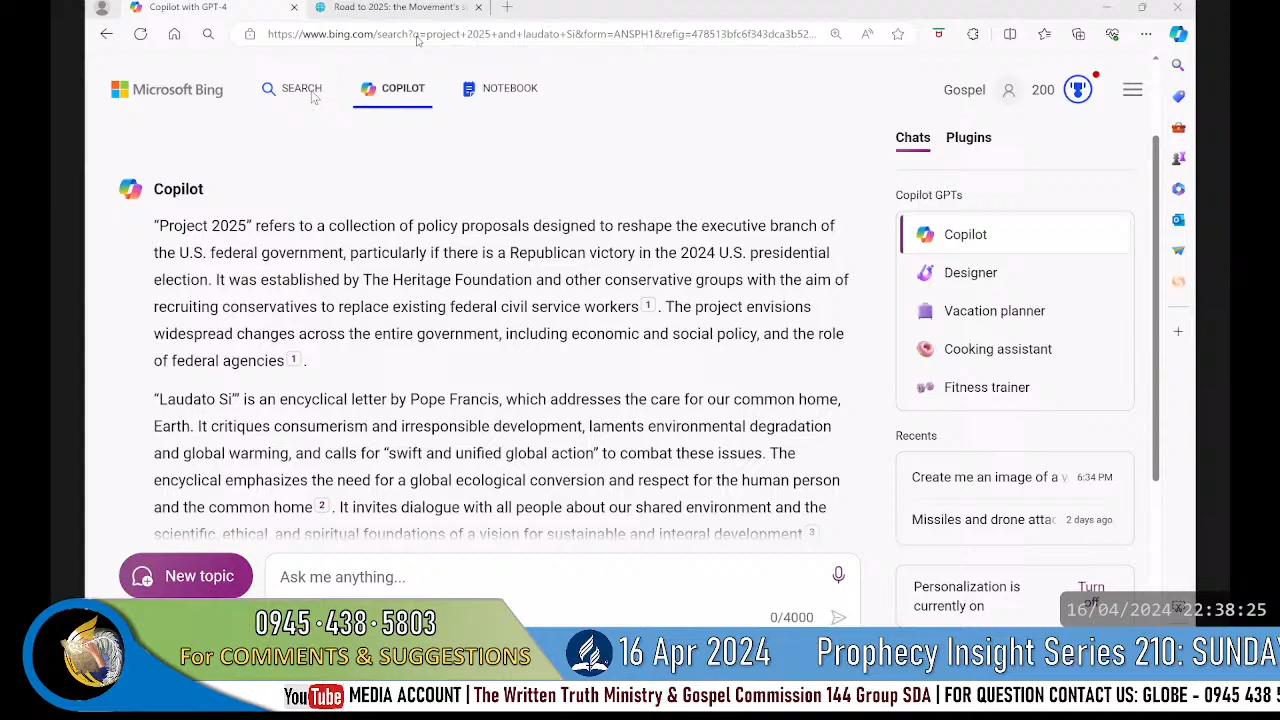 Copilot with GPT-4
Road to 2025: the Movement's s
https://www.bing.com/search?q=project+2025+and+laudato+Si&form=ANSPH1&refig=478513bfc6f343dca3b52...
Microsoft Bing
SEARCH
COPILOT
NOTEBOOK
Gospel
200
Copilot
“Project 2025” refers to a collection of policy proposals designed to reshape the executive branch of
the U.S. federal government, particularly if there is a Republican victory in the 2024 U.S. presidential
election. It was established by The Heritage Foundation and other conservative groups with the aim of
recruiting conservatives to replace existing federal civil service workers 1 . The project envisions
widespread changes across the entire government, including economic and social policy, and the role
of federal agencies 1 .
“Laudato Si’” is an encyclical letter by Pope Francis, which addresses the care for our common home,
Earth. It critiques consumerism and irresponsible development, laments environmental degradation
and global warming, and calls for “swift and unified global action” to combat these issues. The
encyclical emphasizes the need for a global ecological conversion and respect for the human person
and the common home 2 . It invites dialogue with all people about our shared environment and the
scientific, ethical, and spiritual foundations of a vision for sustainable and integral development 3
New topic
Ask me anything...
0/4000
Chats
Plugins
Copilot GPTs
Copilot
Designer
Vacation planner
Cooking assistant
Fitness trainer
Recents
Create me an image of a 6:34 PM
Missiles and drone attac 2 days ago
Personalization is
currently on
Turn
off
16/04/2024 22:38:25
0945·438·5803
For COMMENTS & SUGGESTIONS
16 Apr 2024
Prophecy Insight Series 210: SUNDA
YouTube MEDIA ACCOUNT | The Written Truth Ministry & Gospel Commission 144 Group SDA | FOR QUESTION CONTACT US: GLOBE - 0945 438 5